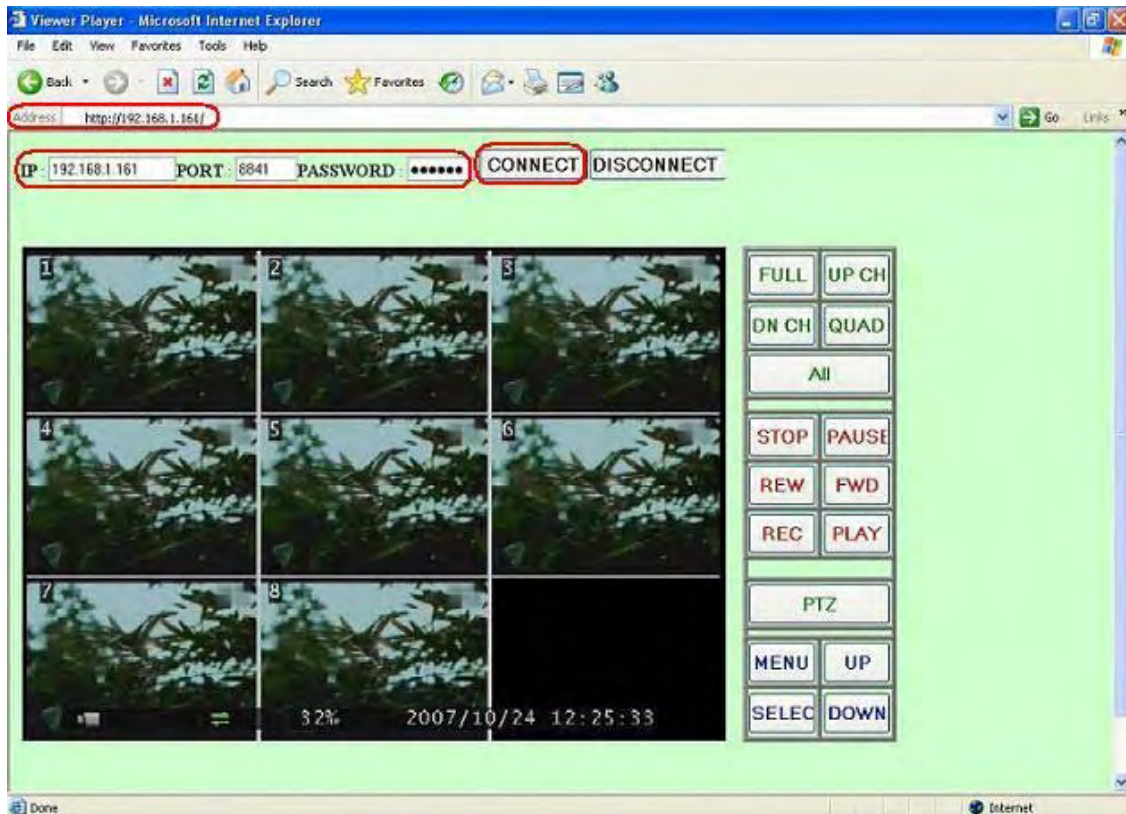 Viewer Player - Microsoft Internet Explorer
File Edit View Favorites Tools Help
Back Search Favorites
Address http://192.168.1.161/ Go Links »
IP : 192.168.1.161 PORT : 8841 PASSWORD : ●●●●●● CONNECT DISCONNECT
1 2 3
FULL UP CH
DN CH QUAD
All
4 5 6
STOP PAUSE
REW FWD
REC PLAY
7 8
PTZ
MENU UP
32% 2007/10/24 12:25:33
SELEC DOWN
Done Internet